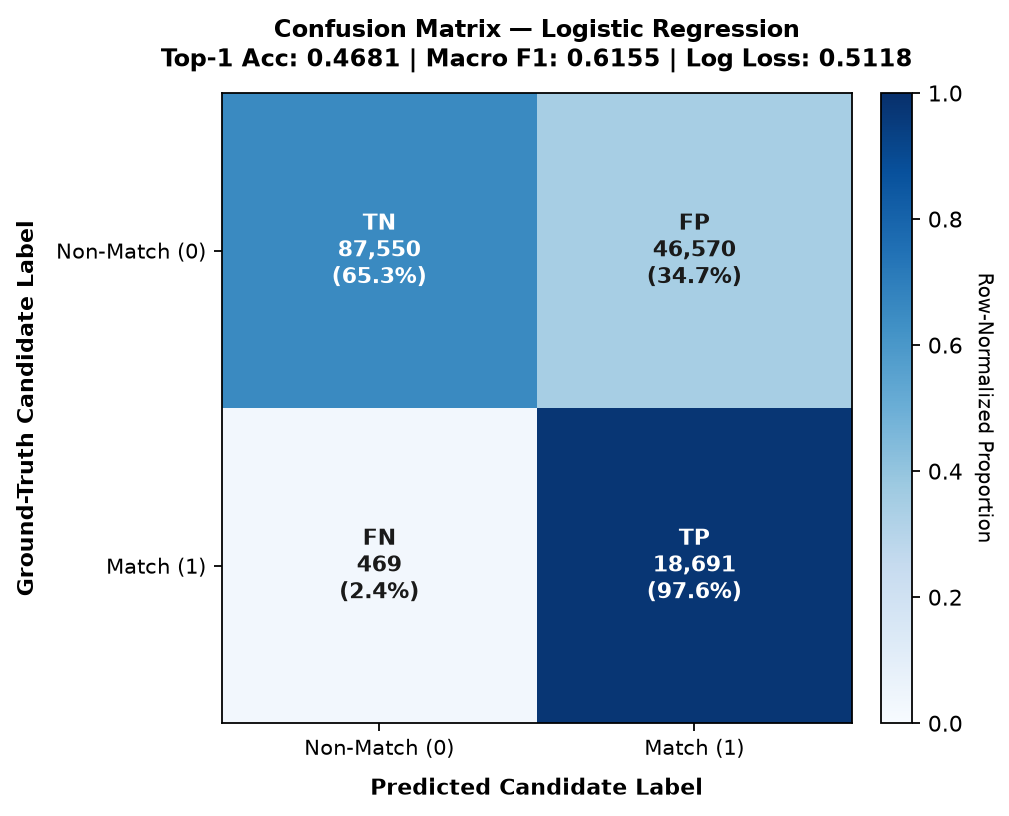 Confusion Matrix — Logistic Regression
Top-1 Acc: 0.4681 | Macro F1: 0.6155 | Log Loss: 0.5118
Ground-Truth Candidate Label
Non-Match (0)
Match (1)
TN
87,550
(65.3%)
FP
46,570
(34.7%)
FN
469
(2.4%)
TP
18,691
(97.6%)
Non-Match (0)
Match (1)
Predicted Candidate Label
1.0
0.8
0.6
0.4
0.2
0.0
Row-Normalized Proportion